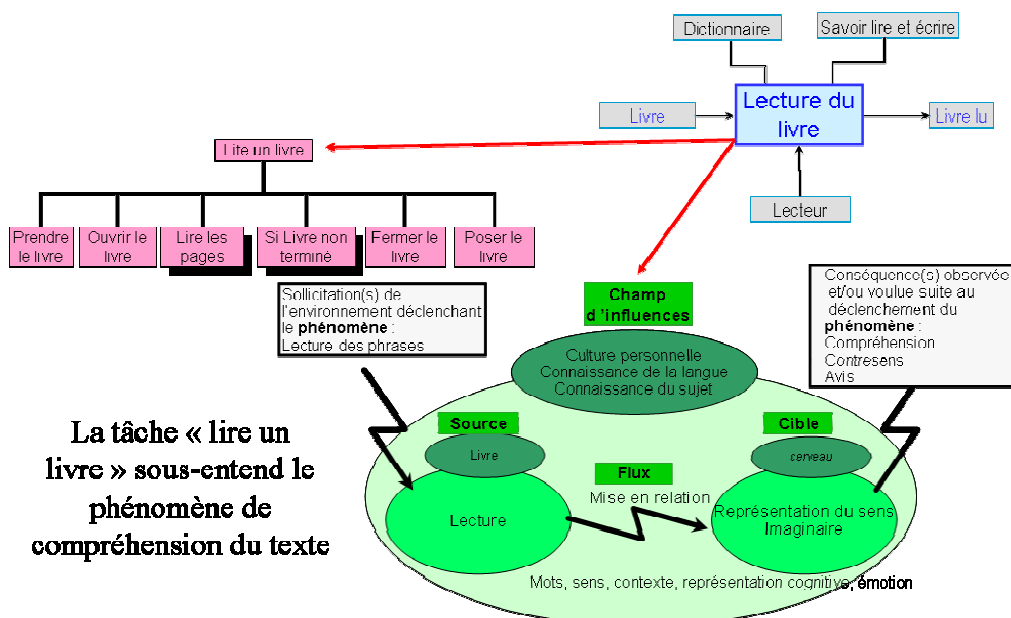 Dictionnaire
Savoir lire et écrire
Livre
Lecture du
livre
Livre lu
Lecteur
Lite un livre
Prendre
le livre
Ouvrir le
livre
Lire les
pages
Si Livre non
terminé
Fermer le
livre
Poser le
livre
Sollicitation(s) de
l'environnement déclenchant
le phénomène :
Lecture des phrases
Champ
d 'influences
Conséquence(s) observée
et/ou voulue suite au
déclenchement du
phénomène :
Compréhension
Contresens
Avis
Culture personnelle
Connaissance de la langue
Connaissance du sujet
La tâche « lire un
livre » sous-entend le
phénomène de
compréhension du texte
Source
Livre
Lecture
Flux
Mise en relation
Cible
cerveau
Représentation du sens
Imaginaire
Mots, sens, contexte, représentation cognitive, émotion